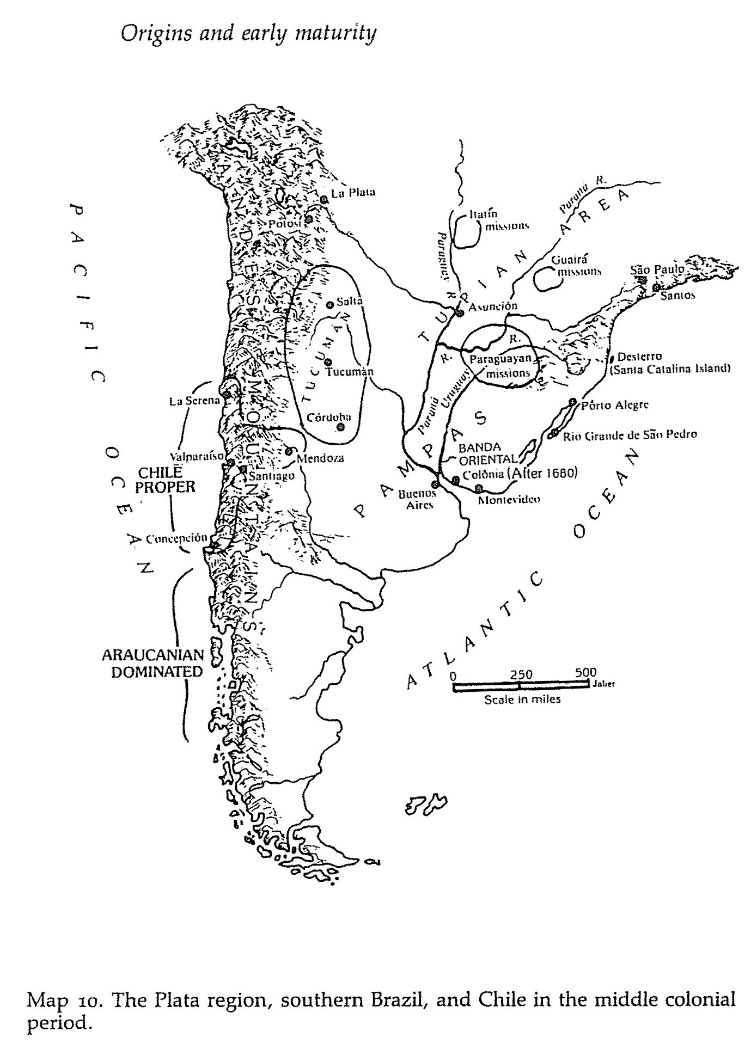 Origins and early maturity
La Plata
Potosí
PACIFIC OCEAN
ANDES MOUNTAINS
Paraná R.
Itatín
missions
Paraguay R.
TUPIAN AREA
Guairá
missions
São Paulo
Santos
Salta
Asunción
TUCUMÁN
Tucumán
R.
Paraguayan
missions
R.
Desterro
(Santa Catalina Island)
Uruguay
Paraná
La Serena
Córdoba
Pôrto Alegre
Rio Grande de São Pedro
Valparaíso
Mendoza
CHILE
PROPER
Santiago
PAMPAS
BANDA
ORIENTAL
Colônia (After 1680)
Buenos
Aires
Montevideo
Concepción
ATLANTIC OCEAN
ARAUCANIAN
DOMINATED
0 250 500
Jaher
Scale in miles
Map 10. The Plata region, southern Brazil, and Chile in the middle colonial
period.